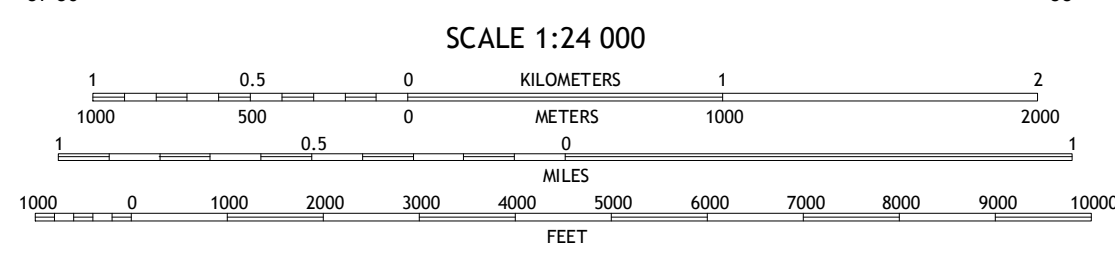 SCALE 1:24 000
1 0.5 0 KILOMETERS 1 2
1000 500 0 METERS 1000 2000
1 0.5 0 1
MILES
1000 0 1000 2000 3000 4000 5000 6000 7000 8000 9000 10000
FEET